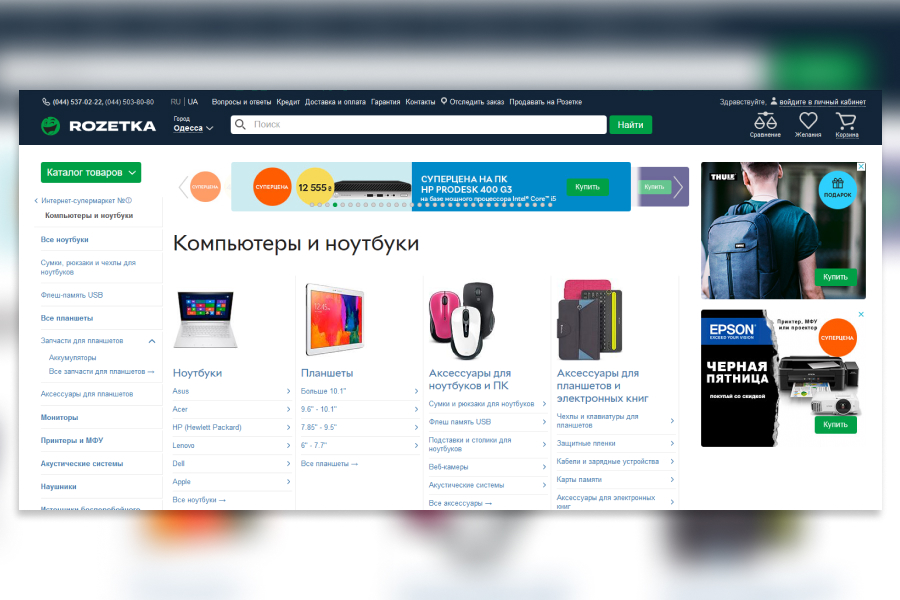 (044) 537-02-22, (044) 503-80-80
RU | UA
Вопросы и ответы Кредит Доставка и оплата Гарантия Контакты Отследить заказ Продавать на Розетке
Здравствуйте, войдите в личный кабинет
ROZETKA
Город
Одесса
Поиск
Найти
Сравнение
Желания
Корзина
Каталог товаров
Интернет-супермаркет №
Компьютеры и ноутбуки
Все ноутбуки
Сумки, рюкзаки и чехлы для
ноутбуков
Флеш-память USB
Все планшеты
Запчасти для планшетов
Аккумуляторы
Все запчасти для планшетов →
Аксессуары для планшетов
Мониторы
Принтеры и МФУ
Акустические системы
Наушники
Источники бесперебойного
СУПЕРЦЕНА
СУПЕРЦЕНА
12 555 ₴
СУПЕРЦЕНА НА ПК
HP PRODESK 400 G3
на базе мощного процессора Intel® Core™ i5
Купить
Купить
Компьютеры и ноутбуки
Ноутбуки
Asus
Acer
HP (Hewlett Packard)
Lenovo
Dell
Apple
Все ноутбуки →
Планшеты
Больше 10.1"
9.6" - 10.1"
7.85" - 9.5"
6" - 7.7"
Все планшеты →
Аксессуары для
ноутбуков и ПК
Сумки и рюкзаки для ноутбуков
Флеш память USB
Подставки и столики для
ноутбуков
Веб-камеры
Акустические системы
Все аксессуары →
Аксессуары для
планшетов и
электронных книг
Чехлы и клавиатуры для
планшетов
Защитные пленки
Кабели и зарядные устройства
Карты памяти
Аксессуары для электронных
книг
THULE
ПОДАРОК
Купить
EPSON
EXCEED YOUR VISION
Принтер, МФУ
или проектор
СУПЕРЦЕНА
ЧЕРНАЯ
ПЯТНИЦА
ПОКУПАЙ СО СКИДКОЙ
Купить